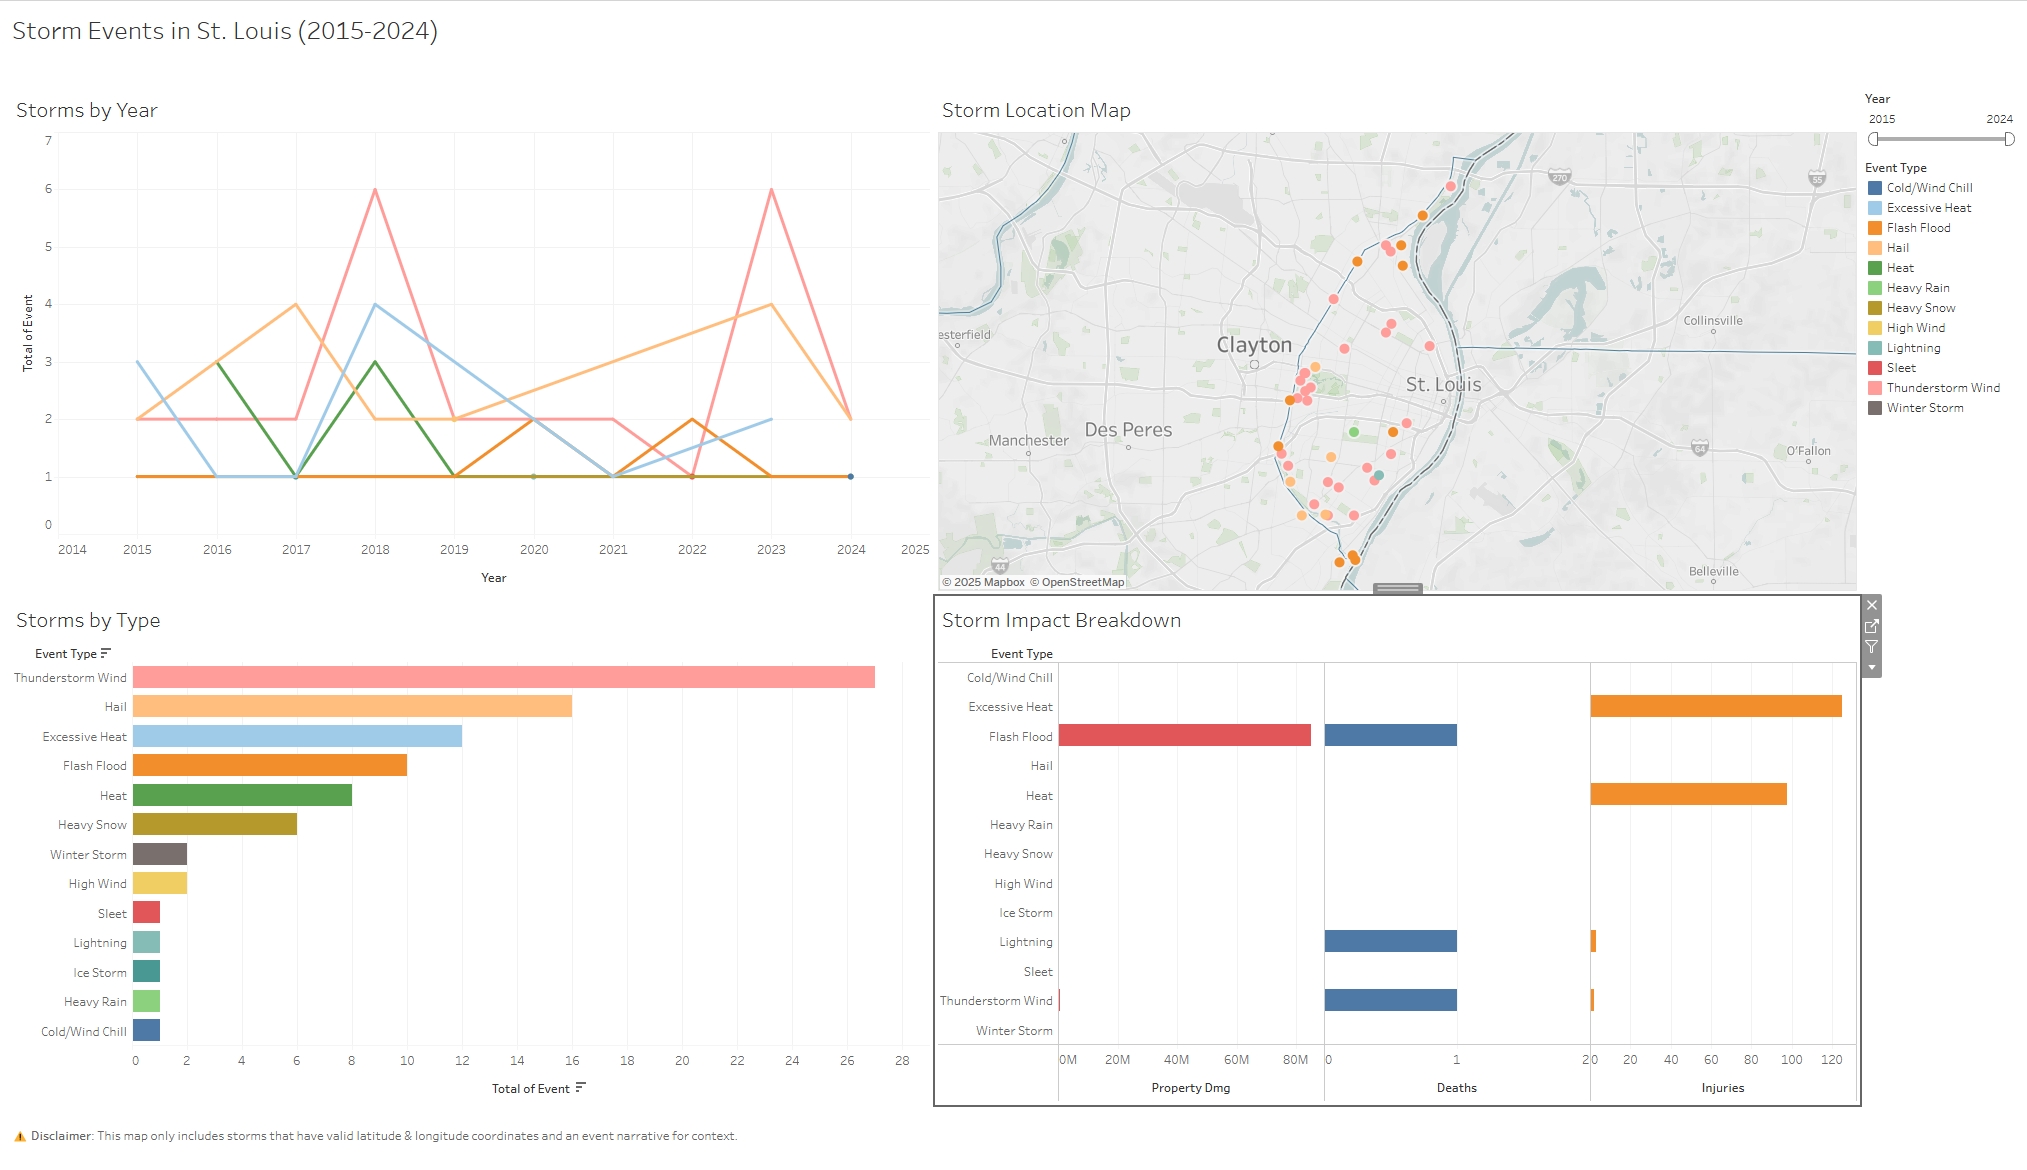 Storm Events in St. Louis (2015-2024)
Storms by Year
7
6
5
4
3
2
1
0
Total of Event
2014 2015 2016 2017 2018 2019 2020 2021 2022 2023 2024 2025
Year
Storm Location Map
270
55
Collinsville
esterfield
Clayton
St. Louis
Des Peres
Manchester
64
O'Fallon
44
Belleville
© 2025 Mapbox © OpenStreetMap
Year
2015 2024
Event Type
Cold/Wind Chill
Excessive Heat
Flash Flood
Hail
Heat
Heavy Rain
Heavy Snow
High Wind
Lightning
Sleet
Thunderstorm Wind
Winter Storm
Storms by Type
Event Type
Thunderstorm Wind
Hail
Excessive Heat
Flash Flood
Heat
Heavy Snow
Winter Storm
High Wind
Sleet
Lightning
Ice Storm
Heavy Rain
Cold/Wind Chill
0 2 4 6 8 10 12 14 16 18 20 22 24 26 28
Total of Event
Storm Impact Breakdown
Event Type
Cold/Wind Chill
Excessive Heat
Flash Flood
Hail
Heat
Heavy Rain
Heavy Snow
High Wind
Ice Storm
Lightning
Sleet
Thunderstorm Wind
Winter Storm
0M 20M 40M 60M 80M 0 1 2 0 20 40 60 80 100 120
Property Dmg Deaths Injuries
Disclaimer: This map only includes storms that have valid latitude & longitude coordinates and an event narrative for context.